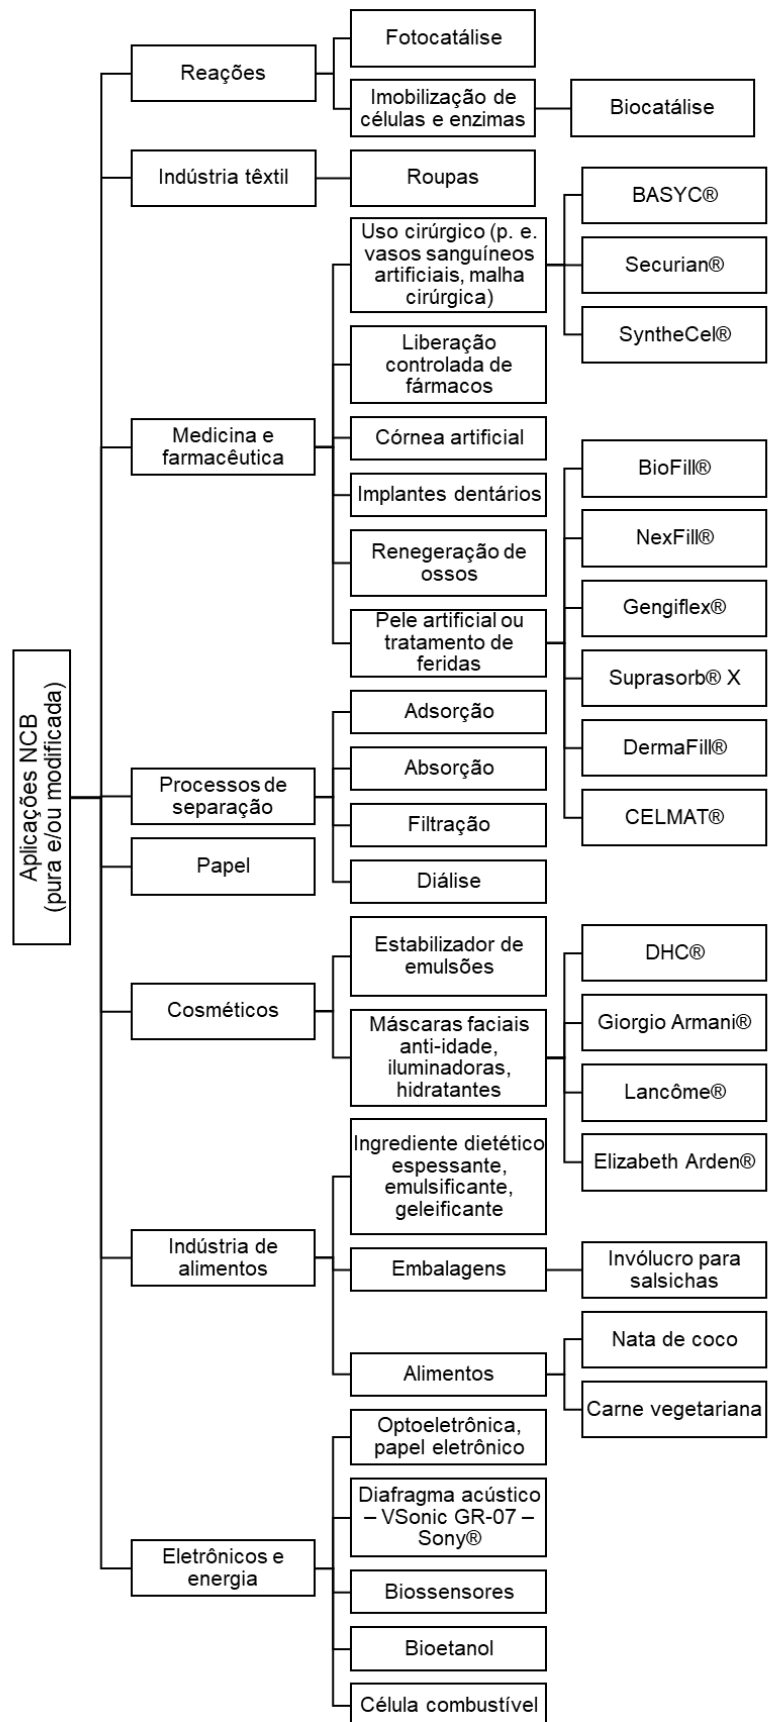 Aplicações NCB
(pura e/ou modificada)
Reações
Fotocatálise
Imobilização de
células e enzimas
Biocatálise
Indústria têxtil
Roupas
Medicina e
farmacêutica
Uso cirúrgico (p. e.
vasos sanguíneos
artificiais, malha
cirúrgica)
BASYC®
Securian®
SyntheCel®
Liberação
controlada de
fármacos
Córnea artificial
Implantes dentários
Renegeração de
ossos
Pele artificial ou
tratamento de
feridas
BioFill®
NexFill®
Gengiflex®
Suprasorb® X
DermaFill®
CELMAT®
Processos de
separação
Adsorção
Absorção
Filtração
Diálise
Papel
Cosméticos
Estabilizador de
emulsões
Máscaras faciais
anti-idade,
iluminadoras,
hidratantes
DHC®
Giorgio Armani®
Lancôme®
Elizabeth Arden®
Indústria de
alimentos
Ingrediente dietético
espessante,
emulsificante,
geleificante
Embalagens
Invólucro para
salsichas
Alimentos
Nata de coco
Carne vegetariana
Eletrônicos e
energia
Optoeletrônica,
papel eletrônico
Diafragma acústico
– VSonic GR-07 –
Sony®
Biossensores
Bioetanol
Célula combustível